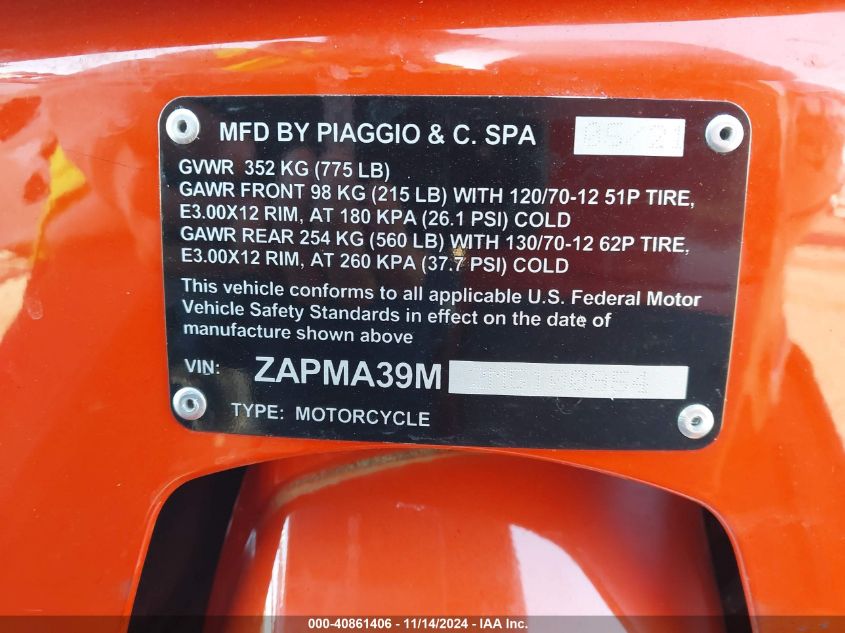 MFD BY PIAGGIO & C. SPA 05/21
GVWR 352 KG (775 LB)
GAWR FRONT 98 KG (215 LB) WITH 120/70-12 51P TIRE,
E3.00X12 RIM, AT 180 KPA (26.1 PSI) COLD
GAWR REAR 254 KG (560 LB) WITH 130/70-12 62P TIRE,
E3.00X12 RIM, AT 260 KPA (37.7 PSI) COLD
This vehicle conforms to all applicable U.S. Federal Motor
Vehicle Safety Standards in effect on the date of
manufacture shown above
VIN: ZAPMA39M
TYPE: MOTORCYCLE
000-40861406 - 11/14/2024 - IAA Inc.